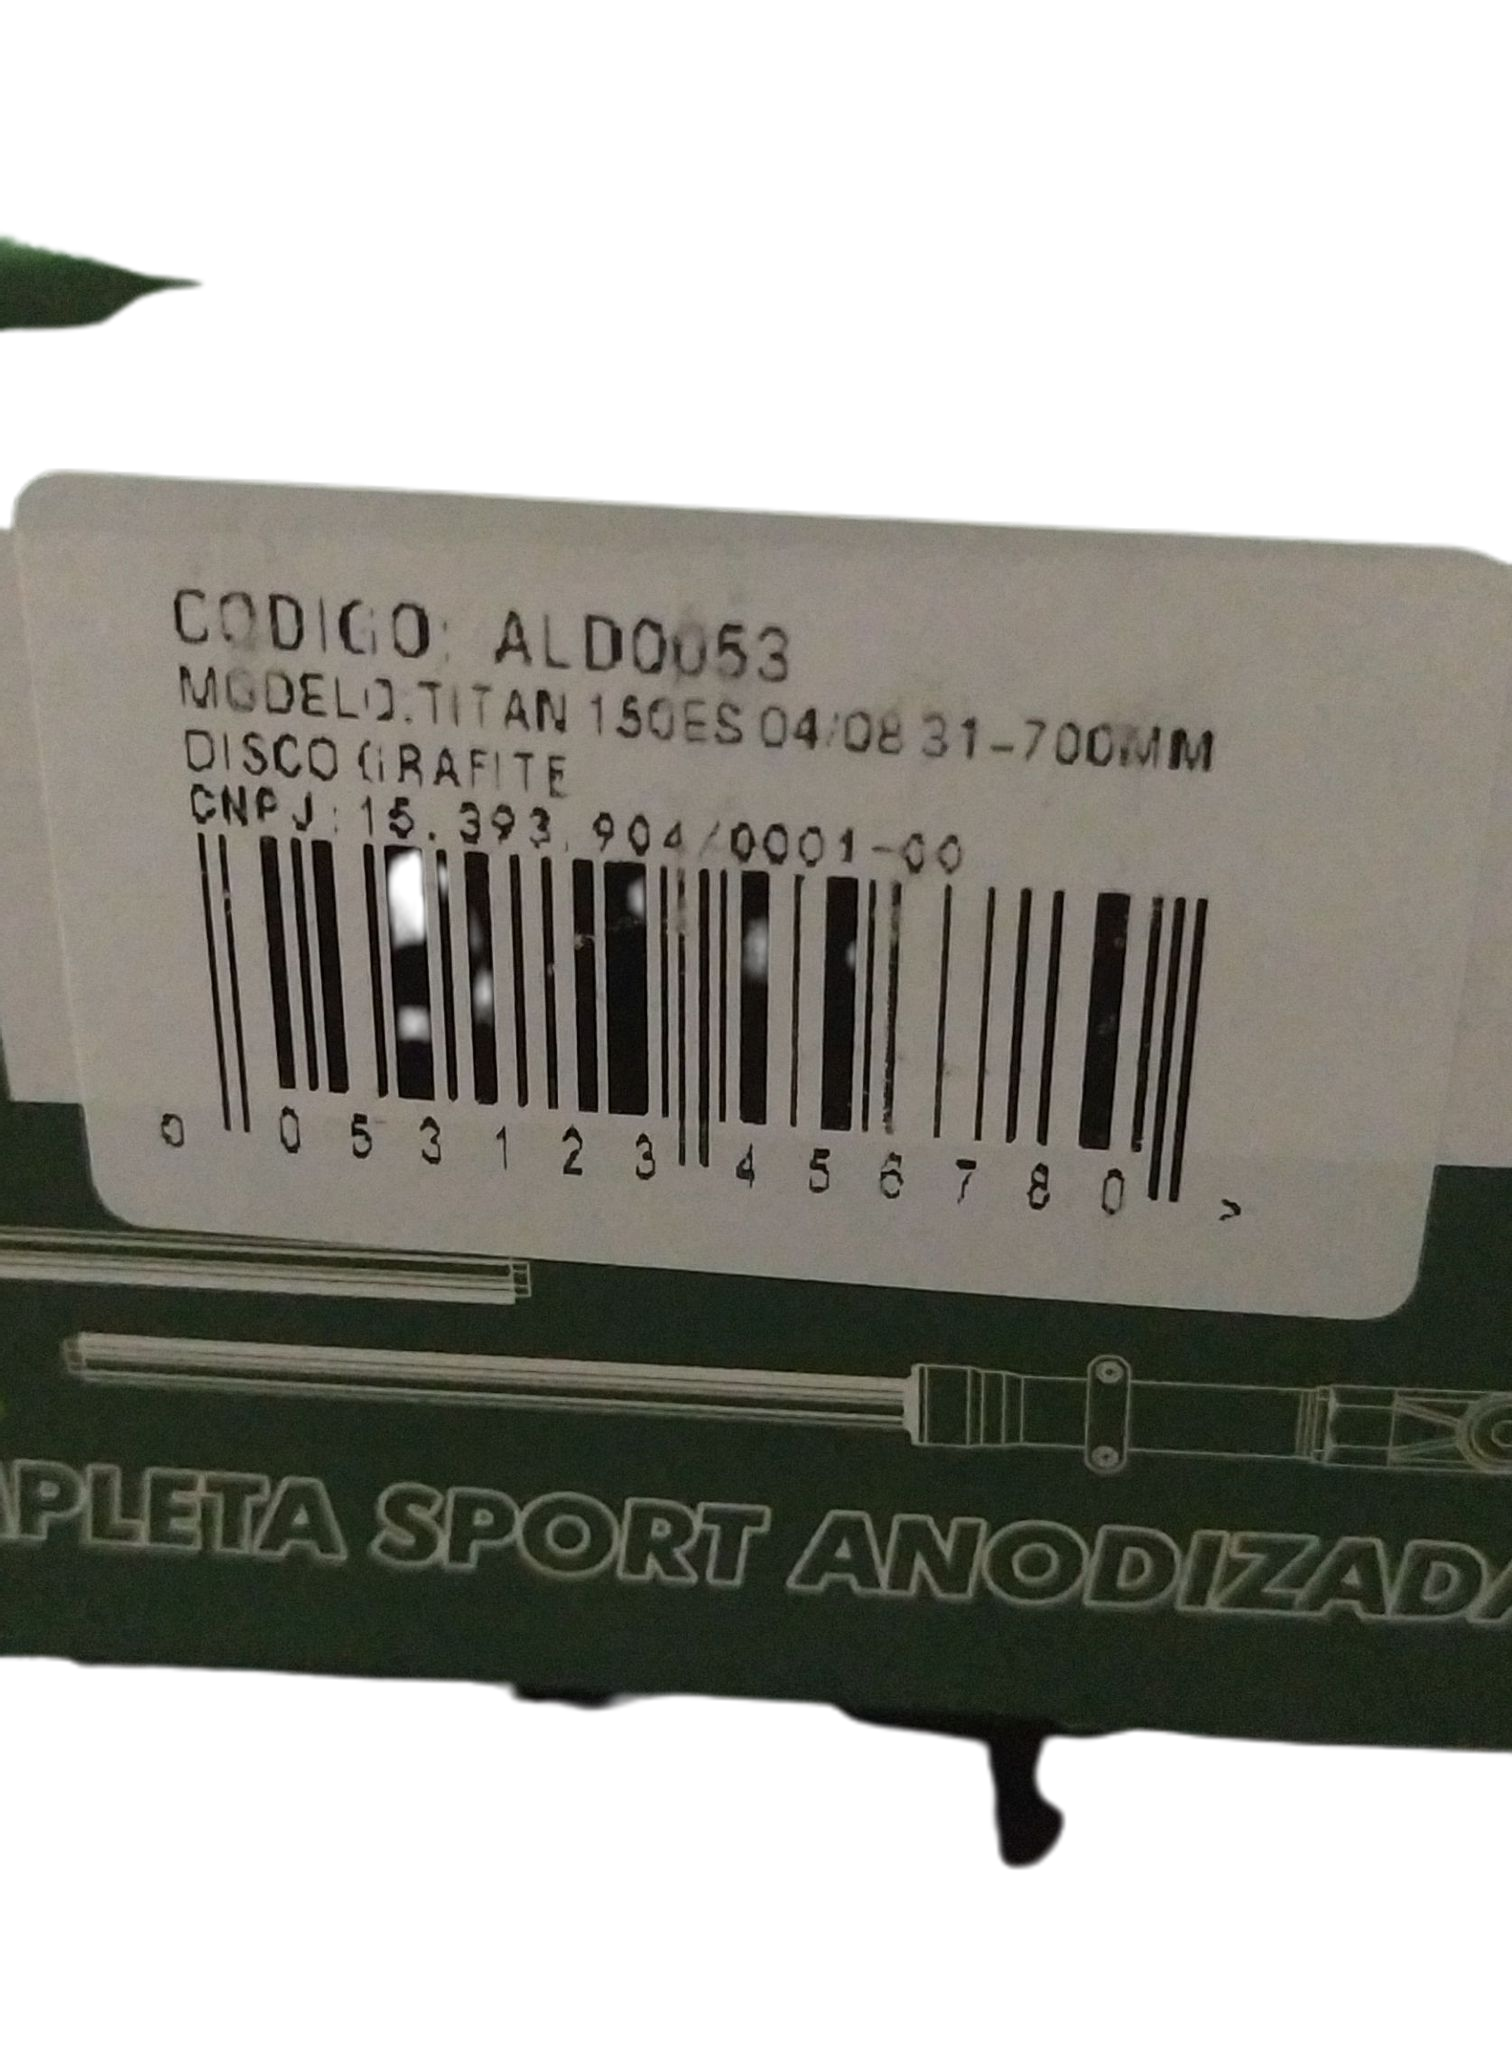 CODIGO: ALD0053
MODELO.TITAN 150ES 04/08 31-700MM
DISCO GRAFITE
CNPJ: 15.393.904/0001-00
0 053123 456780 >
MPLETA SPORT ANODIZADA